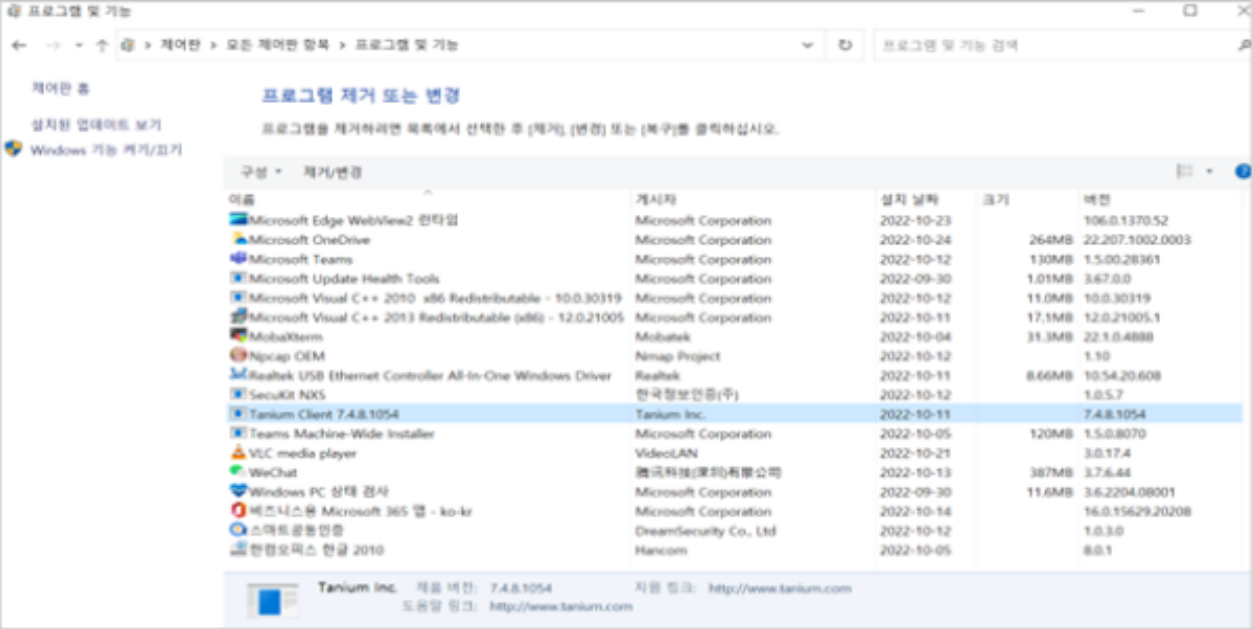 프로그램 및 기능
제어판 > 모든 제어판 항목 > 프로그램 및 기능
프로그램 및 기능 검색
제어판 홈
설치된 업데이트 보기
Windows 기능 켜기/끄기
프로그램 제거 또는 변경
프로그램을 제거하려면 목록에서 선택한 후 [제거], [변경] 또는 [복구]를 클릭하십시오.
구성 제거/변경
이름 게시자 설치 날짜 크기 버전
Microsoft Edge WebView2 런타임 Microsoft Corporation 2022-10-23 106.0.1370.52
Microsoft OneDrive Microsoft Corporation 2022-10-24 264MB 22.207.1002.0003
Microsoft Teams Microsoft Corporation 2022-10-12 130MB 1.5.00.28361
Microsoft Update Health Tools Microsoft Corporation 2022-09-30 1.01MB 3.67.0.0
Microsoft Visual C++ 2010 x86 Redistributable - 10.0.30319 Microsoft Corporation 2022-10-12 11.0MB 10.0.30319
Microsoft Visual C++ 2013 Redistributable (x86) - 12.0.21005 Microsoft Corporation 2022-10-11 17.1MB 12.0.21005.1
MobaXterm Mobatek 2022-10-04 31.3MB 22.1.0.4888
Npcap OEM Nmap Project 2022-10-12 1.10
Realtek USB Ethernet Controller All-In-One Windows Driver Realtek 2022-10-11 8.66MB 10.54.20.608
SecuKit NXS 한국정보인증(주) 2022-10-12 1.0.5.7
Tanium Client 7.4.8.1054 Tanium Inc. 2022-10-11 7.4.8.1054
Teams Machine-Wide Installer Microsoft Corporation 2022-10-05 120MB 1.5.0.8070
VLC media player VideoLAN 2022-10-21 3.0.17.4
WeChat 腾讯科技(深圳)有限公司 2022-10-13 387MB 3.7.6.44
Windows PC 상태 검사 Microsoft Corporation 2022-09-30 11.6MB 3.6.2204.08001
비즈니스용 Microsoft 365 앱 - ko-kr Microsoft Corporation 2022-10-14 16.0.15629.20208
스마트공동인증 DreamSecurity Co., Ltd 2022-10-12 1.0.3.0
한컴오피스 한글 2010 Hancom 2022-10-05 8.0.1
Tanium Inc. 제품 버전: 7.4.8.1054 지원 링크: http://www.tanium.com
도움말 링크: http://www.tanium.com